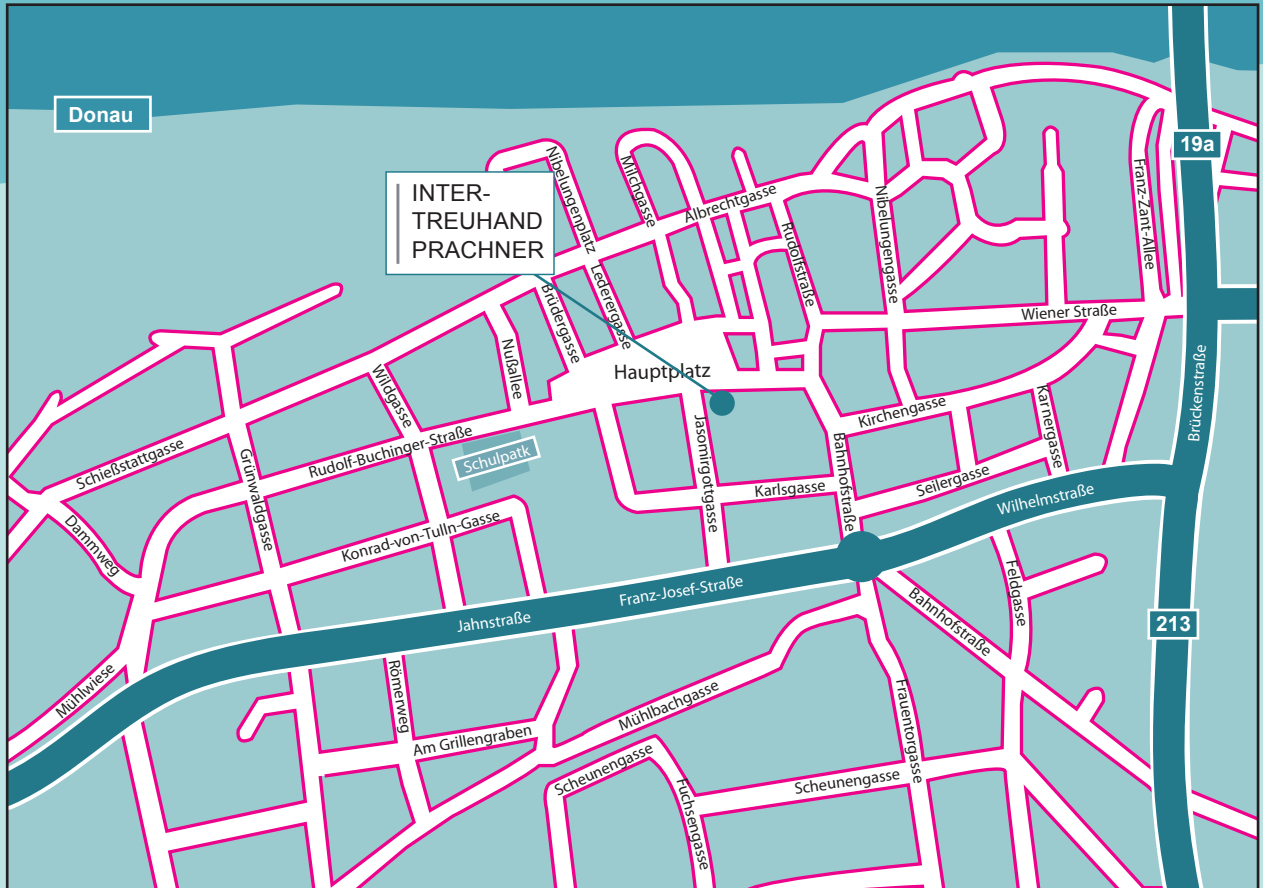 Donau
19a
INTER-
TREUHAND
PRACHNER
Nibelungenplatz
Milchgasse
Albrechtgasse
Nibelungengasse
Franz-Zant-Allee
Rudolfstraße
Lederergasse
Brüdergasse
Wiener Straße
Nußallee
Hauptplatz
Wildgasse
Brückenstraße
Kirchengasse
Karnergasse
Rudolf-Buchinger-Straße
Schulpatk
Jasomirgottgasse
Bahnhofstraße
Schießstattgasse
Grünwaldgasse
Karlsgasse
Seilergasse
Wilhelmstraße
Dammweg
Konrad-von-Tulln-Gasse
Feldgasse
Franz-Josef-Straße
Jahnstraße
Bahnhofstraße
213
Mühlwiese
Römerweg
Mühlbachgasse
Frauentorgasse
Am Grillengraben
Scheunengasse
Fuchsengasse
Scheunengasse